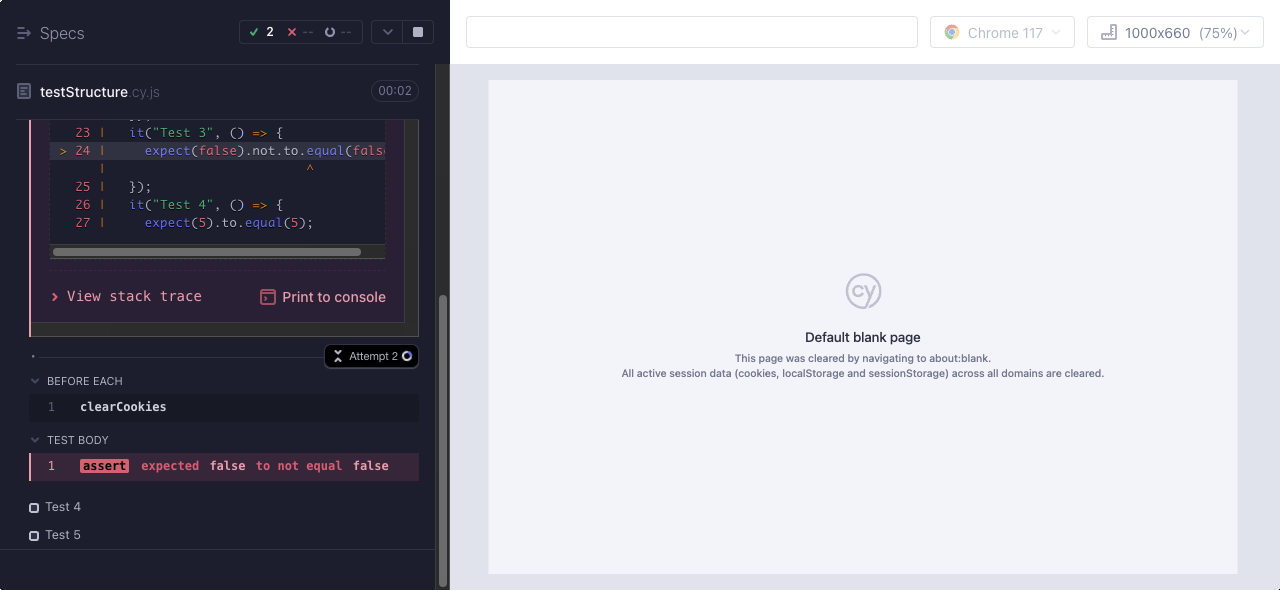 Specs
2 -- --
Chrome 117
1000x660 (75%)
testStructure.cy.js
00:02
23 | it("Test 3", () => {
> 24 | expect(false).not.to.equal(fals
| ^
25 | });
26 | it("Test 4", () => {
27 | expect(5).to.equal(5);
View stack trace
Print to console
Attempt 2
BEFORE EACH
1 clearCookies
TEST BODY
1 assert expected false to not equal false
Test 4
Test 5
cy
Default blank page
This page was cleared by navigating to about:blank.
All active session data (cookies, localStorage and sessionStorage) across all domains are cleared.